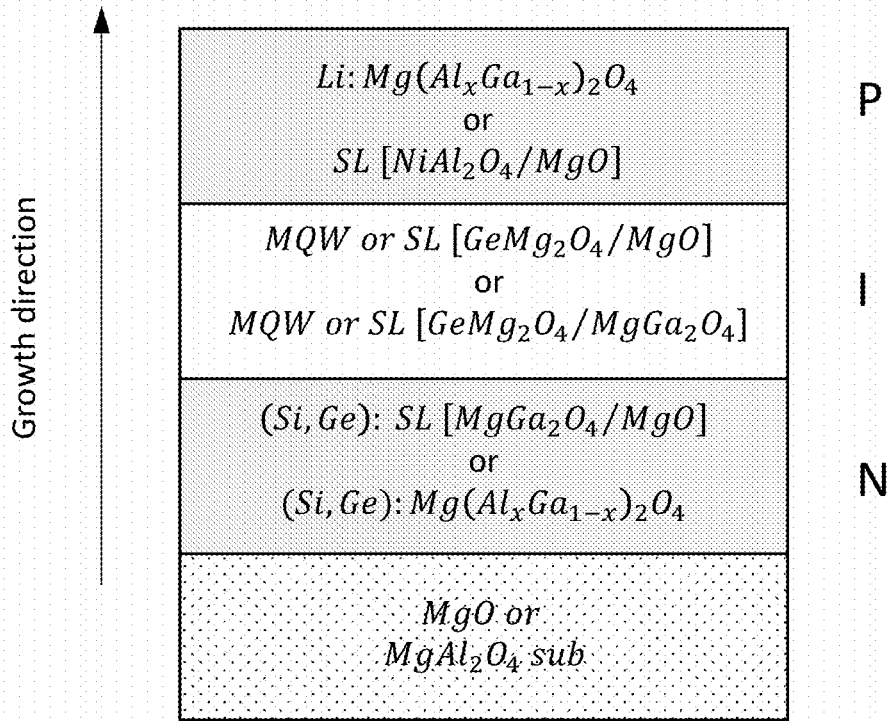 Growth direction
Li: Mg(AlₓGa₁₋ₓ)₂O₄
or
SL [NiAl₂O₄/MgO]
P
MQW or SL [GeMg₂O₄/MgO]
or
MQW or SL [GeMg₂O₄/MgGa₂O₄]
I
(Si, Ge): SL [MgGa₂O₄/MgO]
or
(Si, Ge): Mg(AlₓGa₁₋ₓ)₂O₄
N
MgO or
MgAl₂O₄ sub